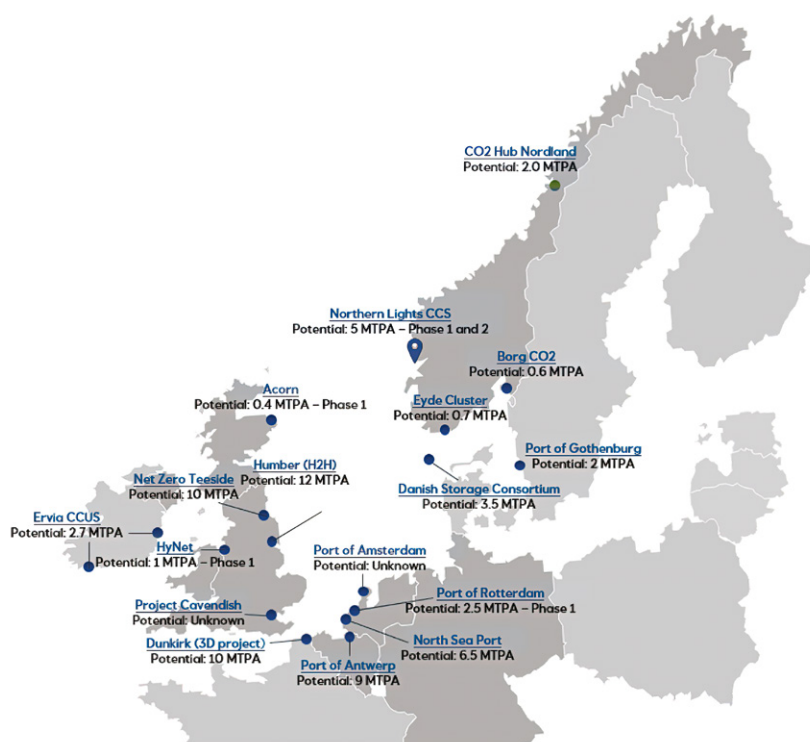 CO2 Hub Nordland
Potential: 2.0 MTPA
Northern Lights CCS
Potential: 5 MTPA – Phase 1 and 2
Borg CO2
Potential: 0.6 MTPA
Acorn
Potential: 0.4 MTPA – Phase 1
Eyde Cluster
Potential: 0.7 MTPA
Port of Gothenburg
Potential: 2 MTPA
Humber (H2H)
Potential: 12 MTPA
Net Zero Teeside
Potential: 10 MTPA
Danish Storage Consortium
Potential: 3.5 MTPA
Ervia CCUS
Potential: 2.7 MTPA
HyNet
Potential: 1 MTPA – Phase 1
Port of Amsterdam
Potential: Unknown
Port of Rotterdam
Potential: 2.5 MTPA – Phase 1
Project Cavendish
Potential: Unknown
North Sea Port
Potential: 6.5 MTPA
Dunkirk (3D project)
Potential: 10 MTPA
Port of Antwerp
Potential: 9 MTPA